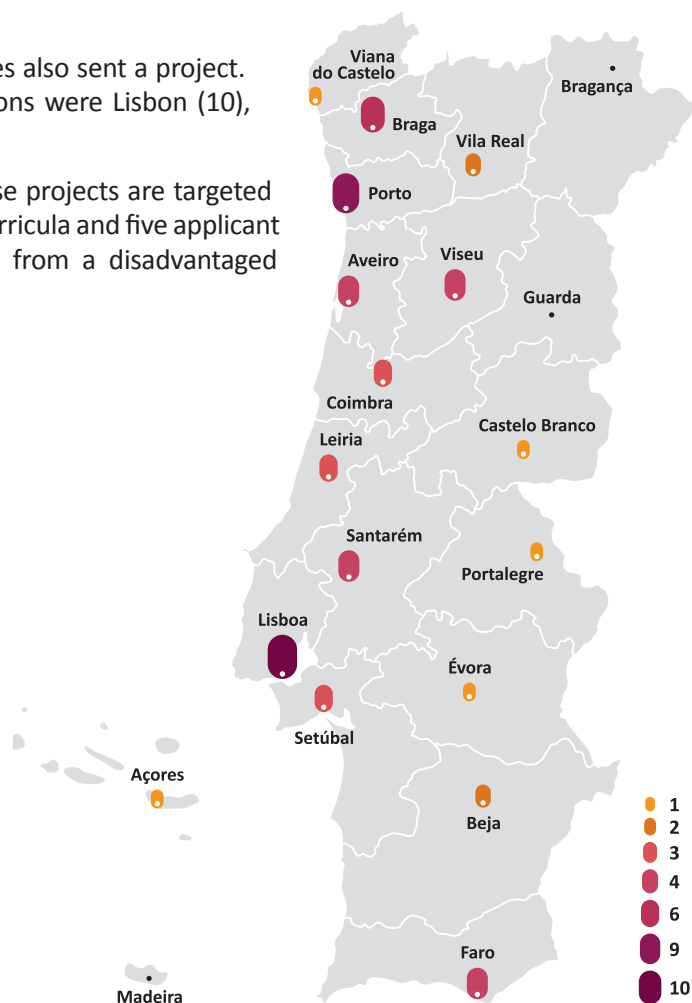 es also sent a project.
ons were Lisbon (10),
se projects are targeted
rricula and five applicant
from a disadvantaged
Viana
do Castelo
Bragança
Braga
Vila Real
Porto
Aveiro
Viseu
Guarda
Coimbra
Castelo Branco
Leiria
Santarém
Portalegre
Lisboa
Évora
Setúbal
Açores
Beja
Faro
Madeira
1
2
3
4
6
9
10